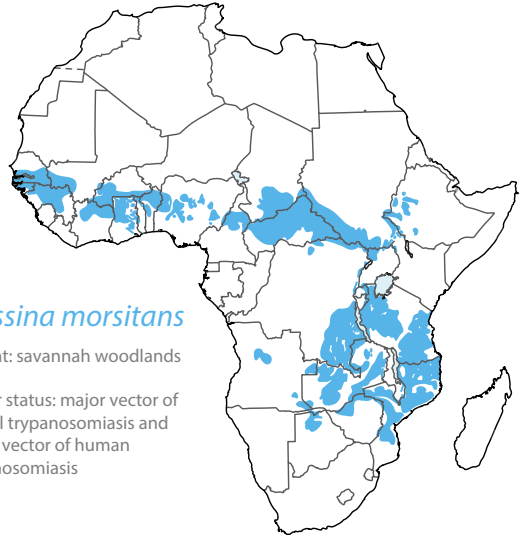 ssina morsitans
t: savannah woodlands
r status: major vector of
l trypanosomiasis and
vector of human
nosomiasis